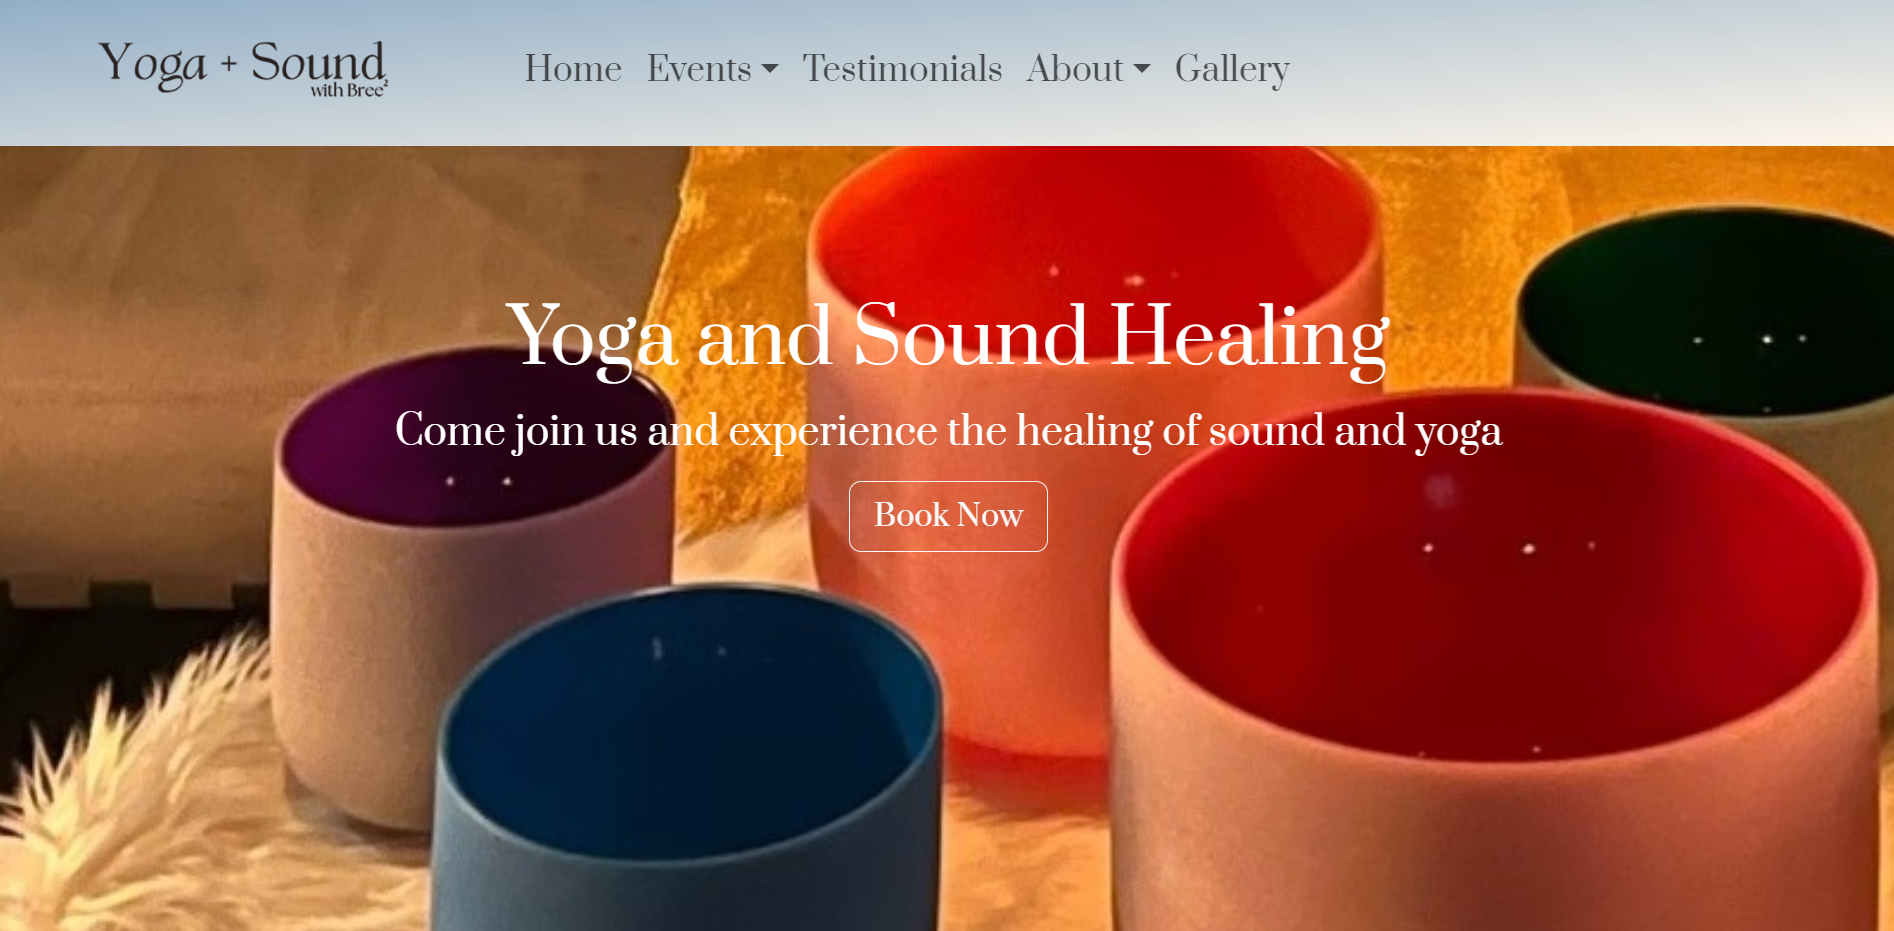 Yoga + Sound
with Bree²
Home Events Testimonials About Gallery
Yoga and Sound Healing
Come join us and experience the healing of sound and yoga
Book Now